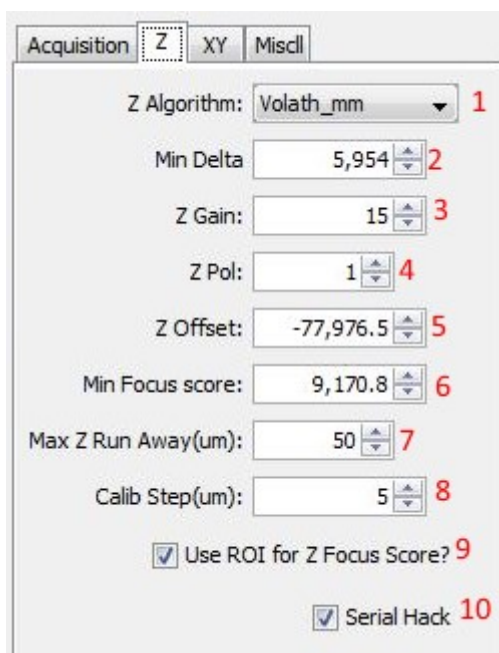 Acquisition Z XY Miscll
Z Algorithm: Volath_mm 1
Min Delta 5,954 2
Z Gain: 15 3
Z Pol: 1 4
Z Offset: -77,976.5 5
Min Focus score: 9,170.8 6
Max Z Run Away(um): 50 7
Calib Step(um): 5 8
Use ROI for Z Focus Score? 9
Serial Hack 10